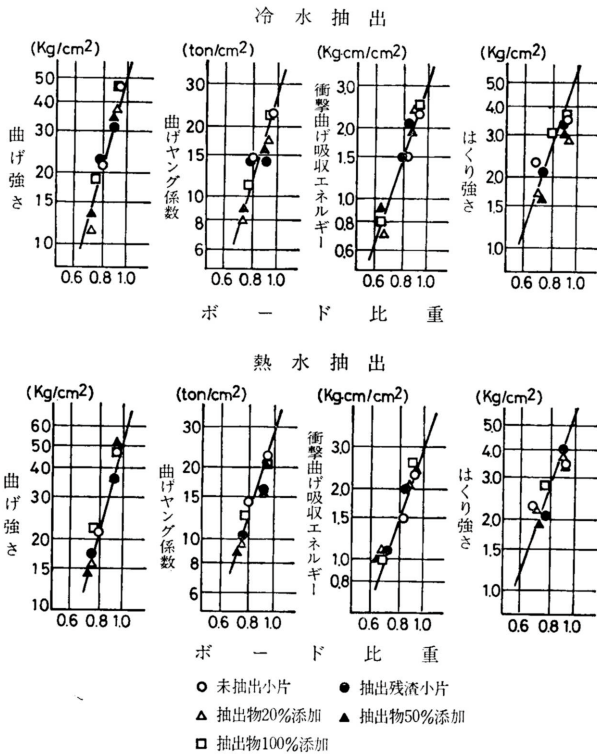 冷水抽出
(Kg/cm2) (ton/cm2) (Kg·cm/cm2) (Kg/cm2)
曲げ強さ
50
40
30
20
10
0.6 0.8 1.0
曲げヤング係数
30
20
15
10
8
6
0.6 0.8 1.0
衝撃曲げ吸収エネルギー
3.0
2.0
1.5
1.0
0.8
0.6
0.6 0.8 1.0
はくり強さ
40
30
20
15
1.0
0.6 0.8 1.0
ボード比重
熱水抽出
(Kg/cm2) (ton/cm2) (Kg·cm/cm2) (Kg/cm2)
曲げ強さ
60
50
40
30
20
15
10
0.6 0.8 1.0
曲げヤング係数
30
20
15
10
8
6
0.6 0.8 1.0
衝撃曲げ吸収エネルギー
3.0
2.0
1.5
1.0
0.8
0.6 0.8 1.0
はくり強さ
4.0
3.0
2.0
1.5
1.0
0.6 0.8 1.0
ボード比重
○ 未抽出小片 ● 抽出残渣小片
△ 抽出物20%添加 ▲ 抽出物50%添加
□ 抽出物100%添加